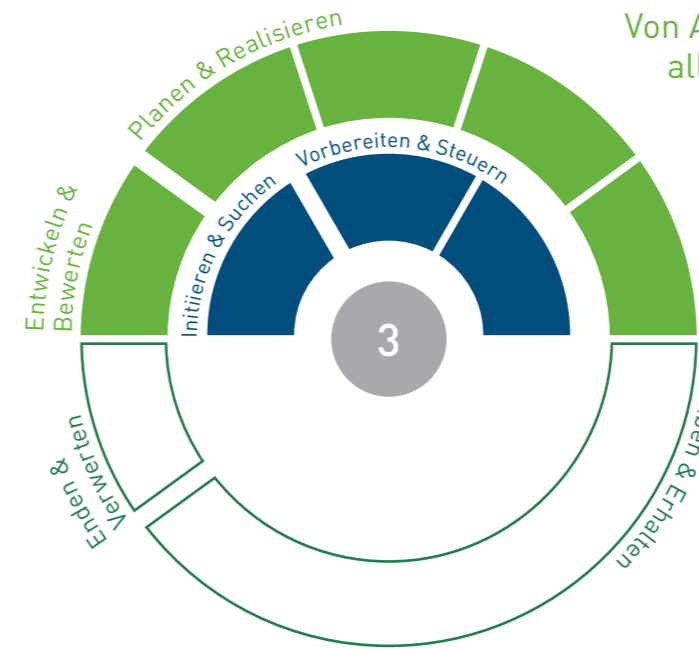 Von
all
Planen & Realisieren
Vorbereiten & Steuern
Entwickeln &
Bewerten
Initiieren & Suchen
3
Enden &
Verwerten
& Erhalten